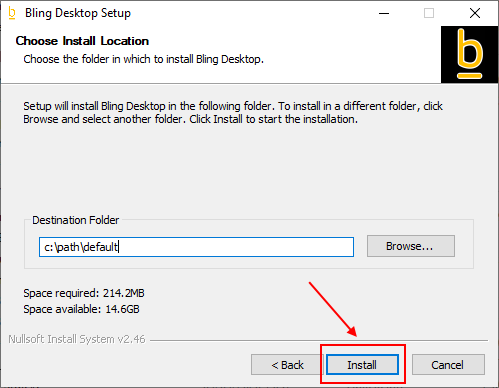 Bling Desktop Setup
Choose Install Location
Choose the folder in which to install Bling Desktop.
b
Setup will install Bling Desktop in the following folder. To install in a different folder, click
Browse and select another folder. Click Install to start the installation.
Destination Folder
c:\path\default
Browse...
Space required: 214.2MB
Space available: 14.6GB
Nullsoft Install System v2.46
< Back
Install
Cancel